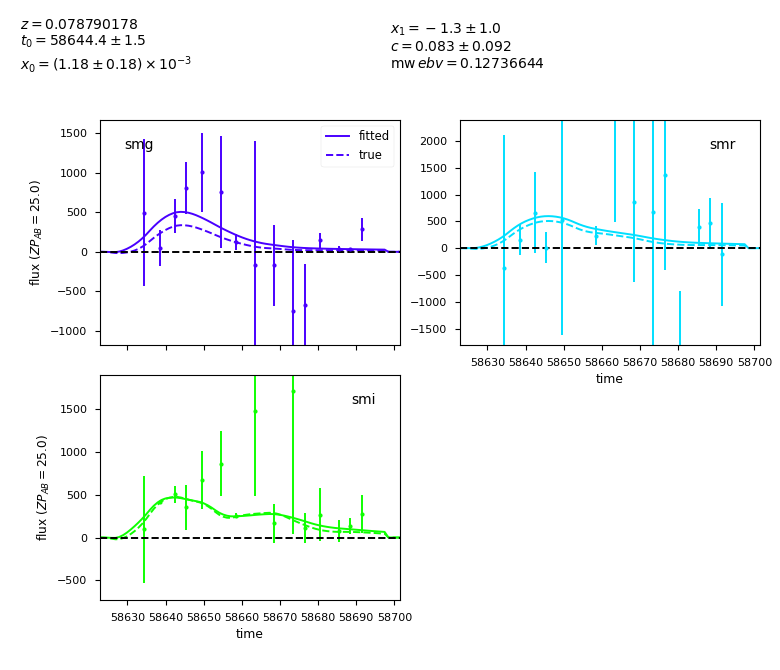 z = 0.078790178
t₀ = 58644.4 ± 1.5
x₀ = (1.18 ± 0.18) × 10⁻³
x₁ = −1.3 ± 1.0
c = 0.083 ± 0.092
mw ebv = 0.12736644
smg
fitted
true
1500
1000
500
0
−500
−1000
flux (ZP_AB = 25.0)
smr
2000
1500
1000
500
0
−500
−1000
−1500
58630 58640 58650 58660 58670 58680 58690 58700
time
smi
1500
1000
500
0
−500
flux (ZP_AB = 25.0)
58630 58640 58650 58660 58670 58680 58690 58700
time